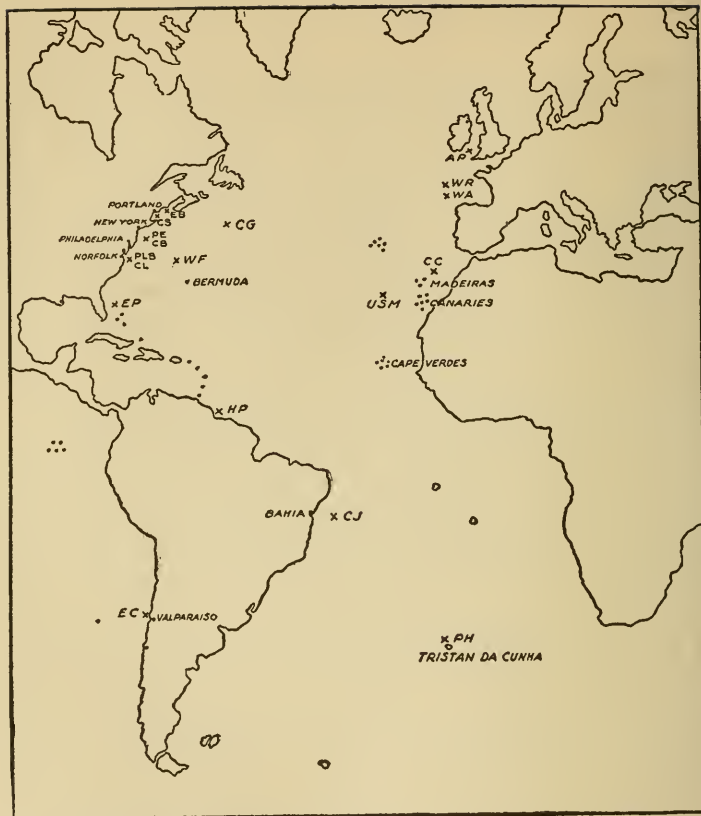 AP
WR
WA
PORTLAND
EB
NEW YORK
CS
CG
PE
PHILADELPHIA
CB
NORFOLK
PLB
CL
WF
BERMUDA
CC
MADEIRAS
EP
USM
CANARIES
CAPE VERDES
HP
BAHIA
CJ
EC
VALPARAISO
PH
TRISTAN DA CUNHA